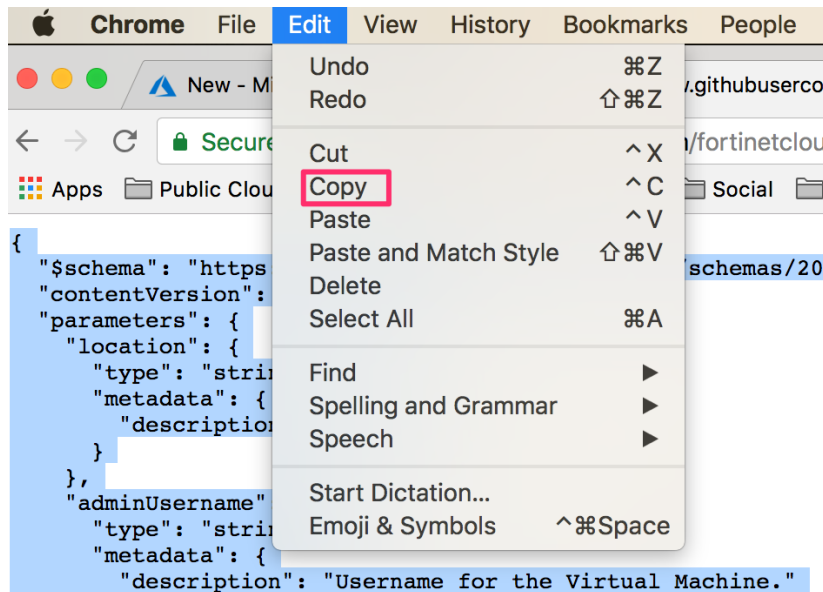 Chrome File Edit View History Bookmarks People
New - Mi
.githubuserco
Secure
/fortinetclou
Apps Public Clou
Social
Undo ⌘Z
Redo ⇧⌘Z
Cut ^X
Copy ^C
Paste ^V
Paste and Match Style ⇧⌘V
Delete
Select All ⌘A
Find ▶
Spelling and Grammar ▶
Speech ▶
Start Dictation...
Emoji & Symbols ^⌘Space
{
"$schema": "https
/schemas/20
"contentVersion":
"parameters": {
"location": {
"type": "strin
"metadata": {
"description
}
},
"adminUsername"
"type": "strin
"metadata": {
"description": "Username for the Virtual Machine."